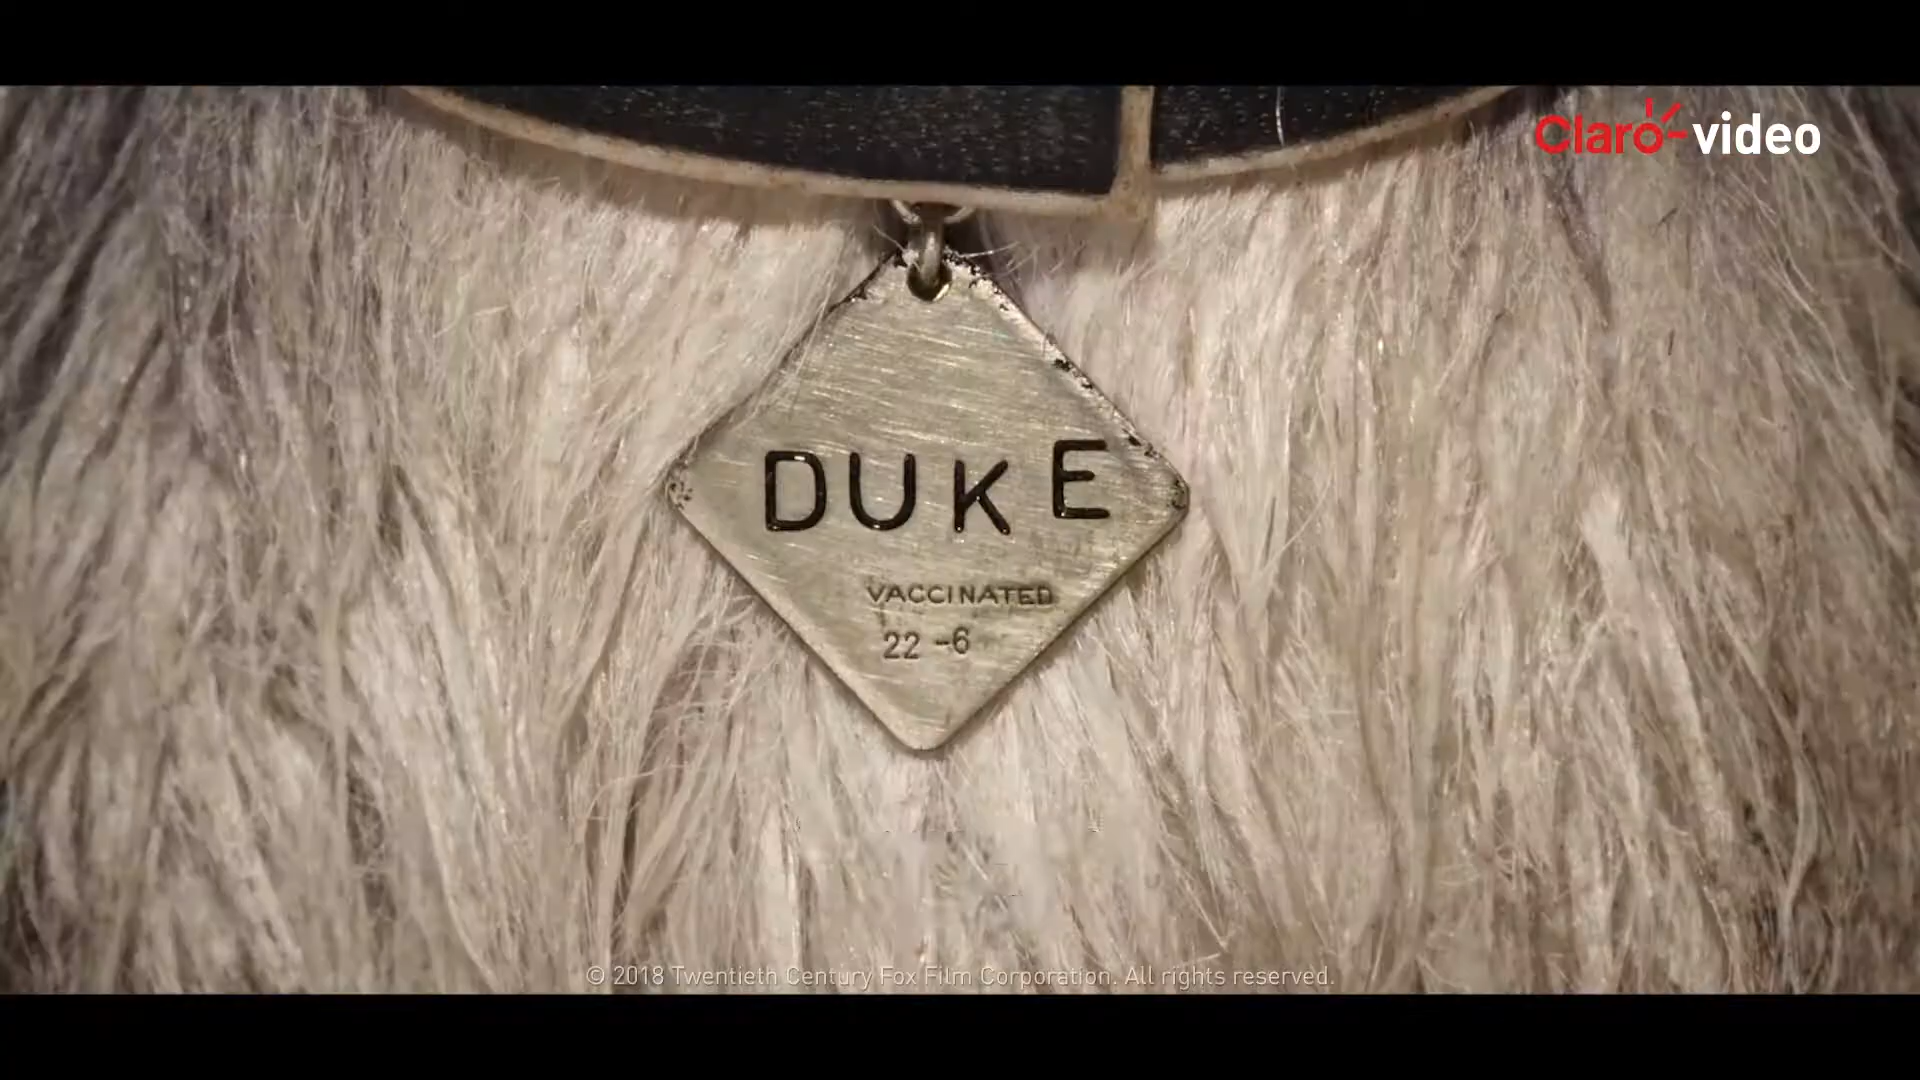 Claro video
DUKE
VACCINATED
22-6
© 2018 Twentieth Century Fox Film Corporation. All rights reserved.